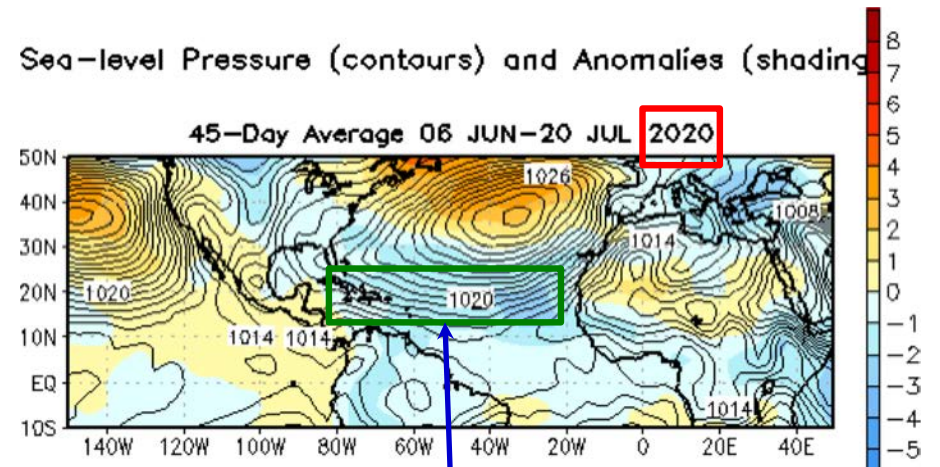 Sea-level Pressure (contours) and Anomalies (shading
45-Day Average 06 JUN-20 JUL 2020
50N
40N
30N
20N
10N
EQ
10S
1026
1008
1014
1020
1020
1014
1014
1014
140W 120W 100W 80W 60W 40W 20W 0 20E 40E
8
7
6
5
4
3
2
1
0
-1
-2
-3
-4
-5